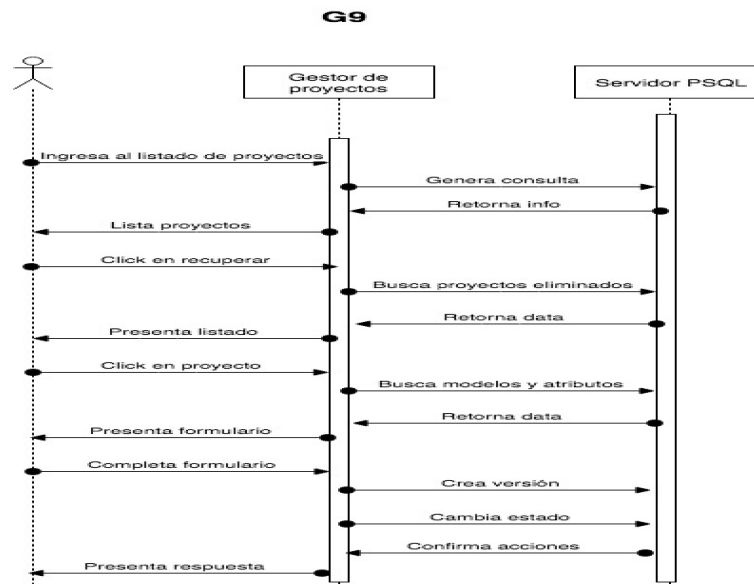 G9
Gestor de
proyectos
Servidor PSQL
Ingresa al listado de proyectos
Genera consulta
Retorna info
Lista proyectos
Click en recuperar
Busca proyectos eliminados
Retorna data
Presenta listado
Click en proyecto
Busca modelos y atributos
Retorna data
Presenta formulario
Completa formulario
Crea versión
Cambia estado
Confirma acciones
Presenta respuesta